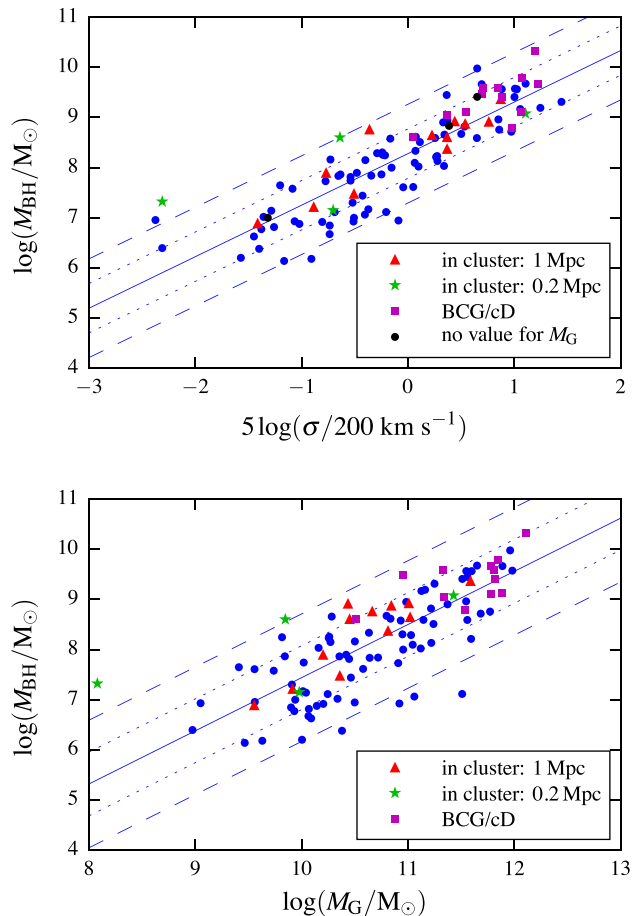 11
10
9
8
7
6
5
4
log(M_BH/M⊙)
−3 −2 −1 0 1 2
5 log(σ/200 km s⁻¹)
in cluster: 1 Mpc
in cluster: 0.2 Mpc
BCG/cD
no value for M_G
11
10
9
8
7
6
5
4
log(M_BH/M⊙)
8 9 10 11 12 13
log(M_G/M⊙)
in cluster: 1 Mpc
in cluster: 0.2 Mpc
BCG/cD